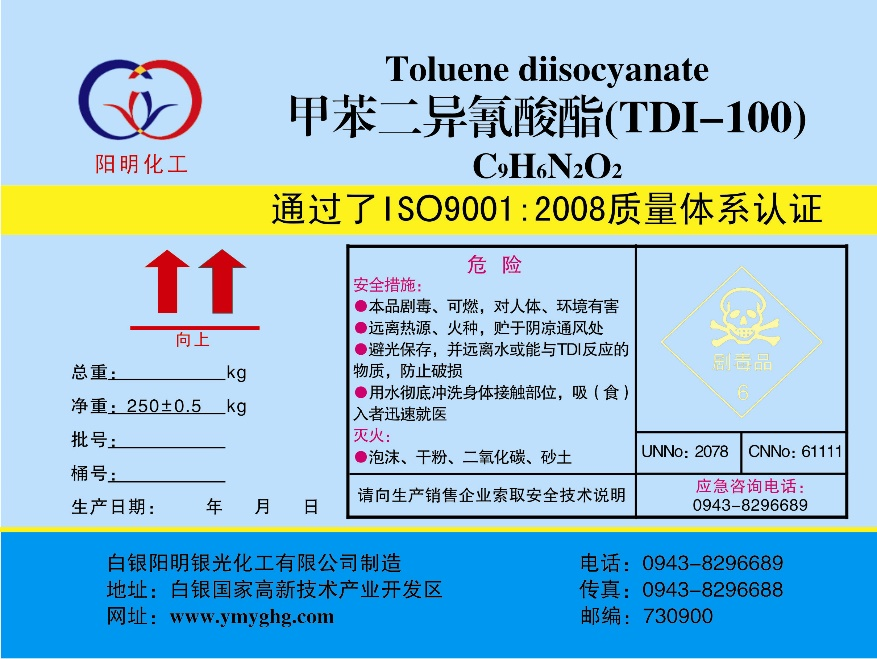 阳明化工
Toluene diisocyanate
甲苯二异氰酸酯(TDI-100)
C9H6N2O2
通过了ISO9001:2008质量体系认证
向上
总重: kg
净重: 250±0.5 kg
批号:
桶号:
生产日期: 年 月 日
危 险
安全措施:
●本品剧毒、可燃，对人体、环境有害
●远离热源、火种，贮于阴凉通风处
●避光保存，并远离水或能与TDI反应的
物质，防止破损
●用水彻底冲洗身体接触部位，吸（食）
入者迅速就医
灭火:
●泡沫、干粉、二氧化碳、砂土
请向生产销售企业索取安全技术说明
剧毒品
6
UNNo: 2078
CNNo: 61111
应急咨询电话:
0943-8296689
白银阳明银光化工有限公司制造
地址: 白银国家高新技术产业开发区
网址: www.ymyghg.com
电话: 0943-8296689
传真: 0943-8296688
邮编: 730900